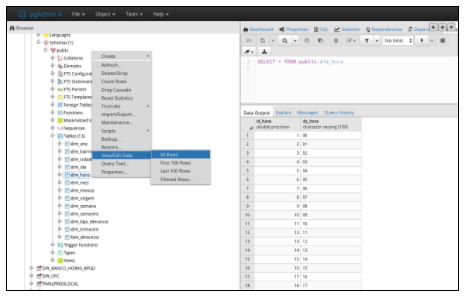 pgAdmin 4 File Object Tools Help
Browser
Dashboard Properties SQL Statistics Dependencies
Languages
Schemas (1)
public
Collations
Domains
FTS Configurat
FTS Dictionari
FTS Parsers
FTS Templates
Foreign Tables
Functions
Materialized
Sequences
Tables (13)
dim_ano
dim_bairro
dim_cidad
dim_dia
dim_hora
dim_mes
dim_minuto
dim_origem
dim_semana
dim_semestre
dim_tipo_denuncia
dim_trimestre
fato_denuncia
Trigger Functions
Types
Views
DW_BANCO_HORAS_BPGD
DW_CPC
PMALPRODLOCAL
Create
Refresh...
Delete/Drop
Count Rows
Drop Cascade
Reset Statistics
Truncate
Import/Export...
Maintenance...
Scripts
Backup...
Restore...
View/Edit Data
Query Tool...
Properties...
All Rows
First 100 Rows
Last 100 Rows
Filtered Rows...
No limit
1 SELECT * FROM public.dim_hora
2
Data Output Explain Messages Query History
id_hora ds_hora
double precision character varying (100)
1 1 00
2 2 01
3 3 02
4 4 03
5 5 04
6 6 05
7 7 06
8 8 07
9 9 08
10 10 09
11 11 10
12 12 11
13 13 12
14 14 13
15 15 14
16 16 15
17 17 16
18 18 17